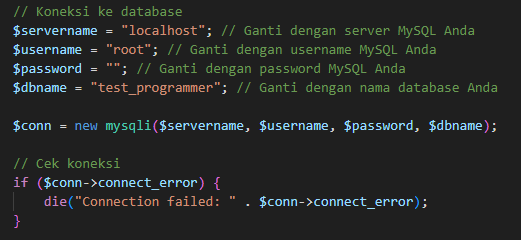 // Koneksi ke database
$servername = "localhost"; // Ganti dengan server MySQL Anda
$username = "root"; // Ganti dengan username MySQL Anda
$password = ""; // Ganti dengan password MySQL Anda
$dbname = "test_programmer"; // Ganti dengan nama database Anda
$conn = new mysqli($servername, $username, $password, $dbname);
// Cek koneksi
if ($conn->connect_error) {
die("Connection failed: " . $conn->connect_error);
}